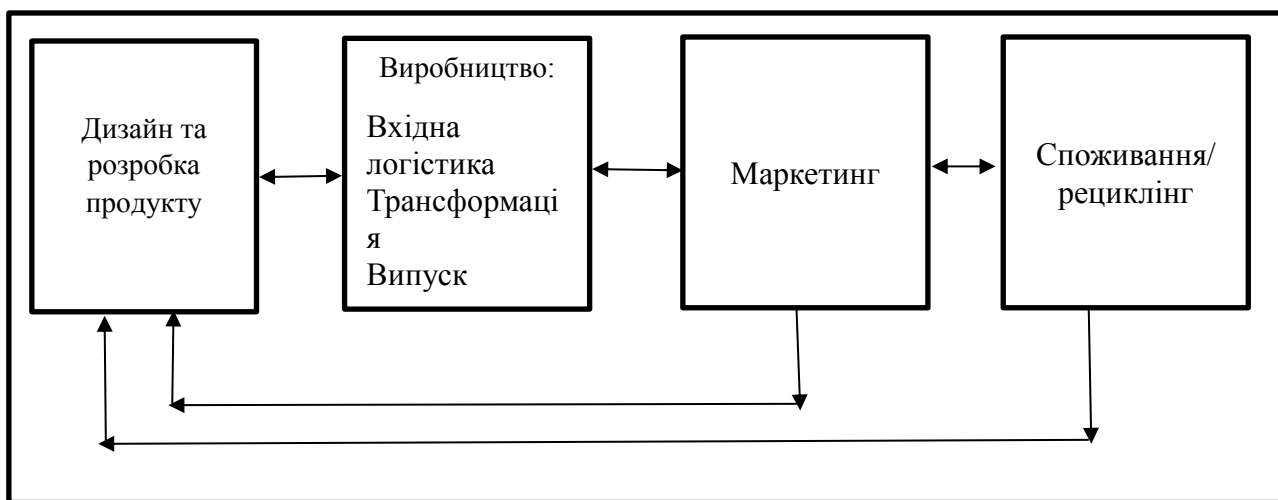 Дизайн та
розробка
продукту
Виробництво:
Вхідна
логістика
Трансформаці
я
Випуск
Маркетинг
Споживання/
рециклінг